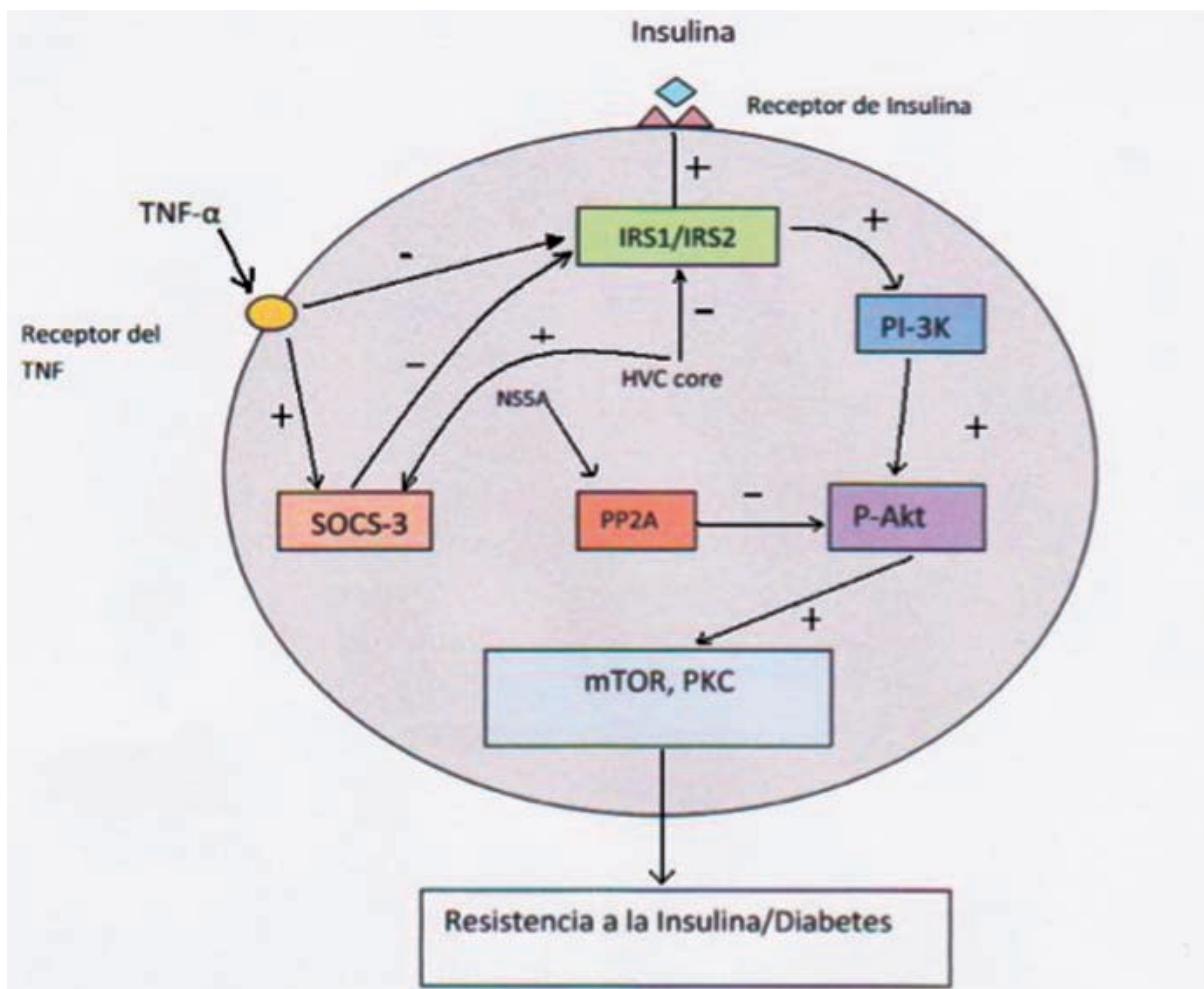 Insulina
Receptor de Insulina
+
TNF-α
IRS1/IRS2
+
-
-
PI-3K
Receptor del
TNF
+
-
HVC core
NS5A
+
+
SOCS-3
PP2A
-
P-Akt
+
mTOR, PKC
Resistencia a la Insulina/Diabetes